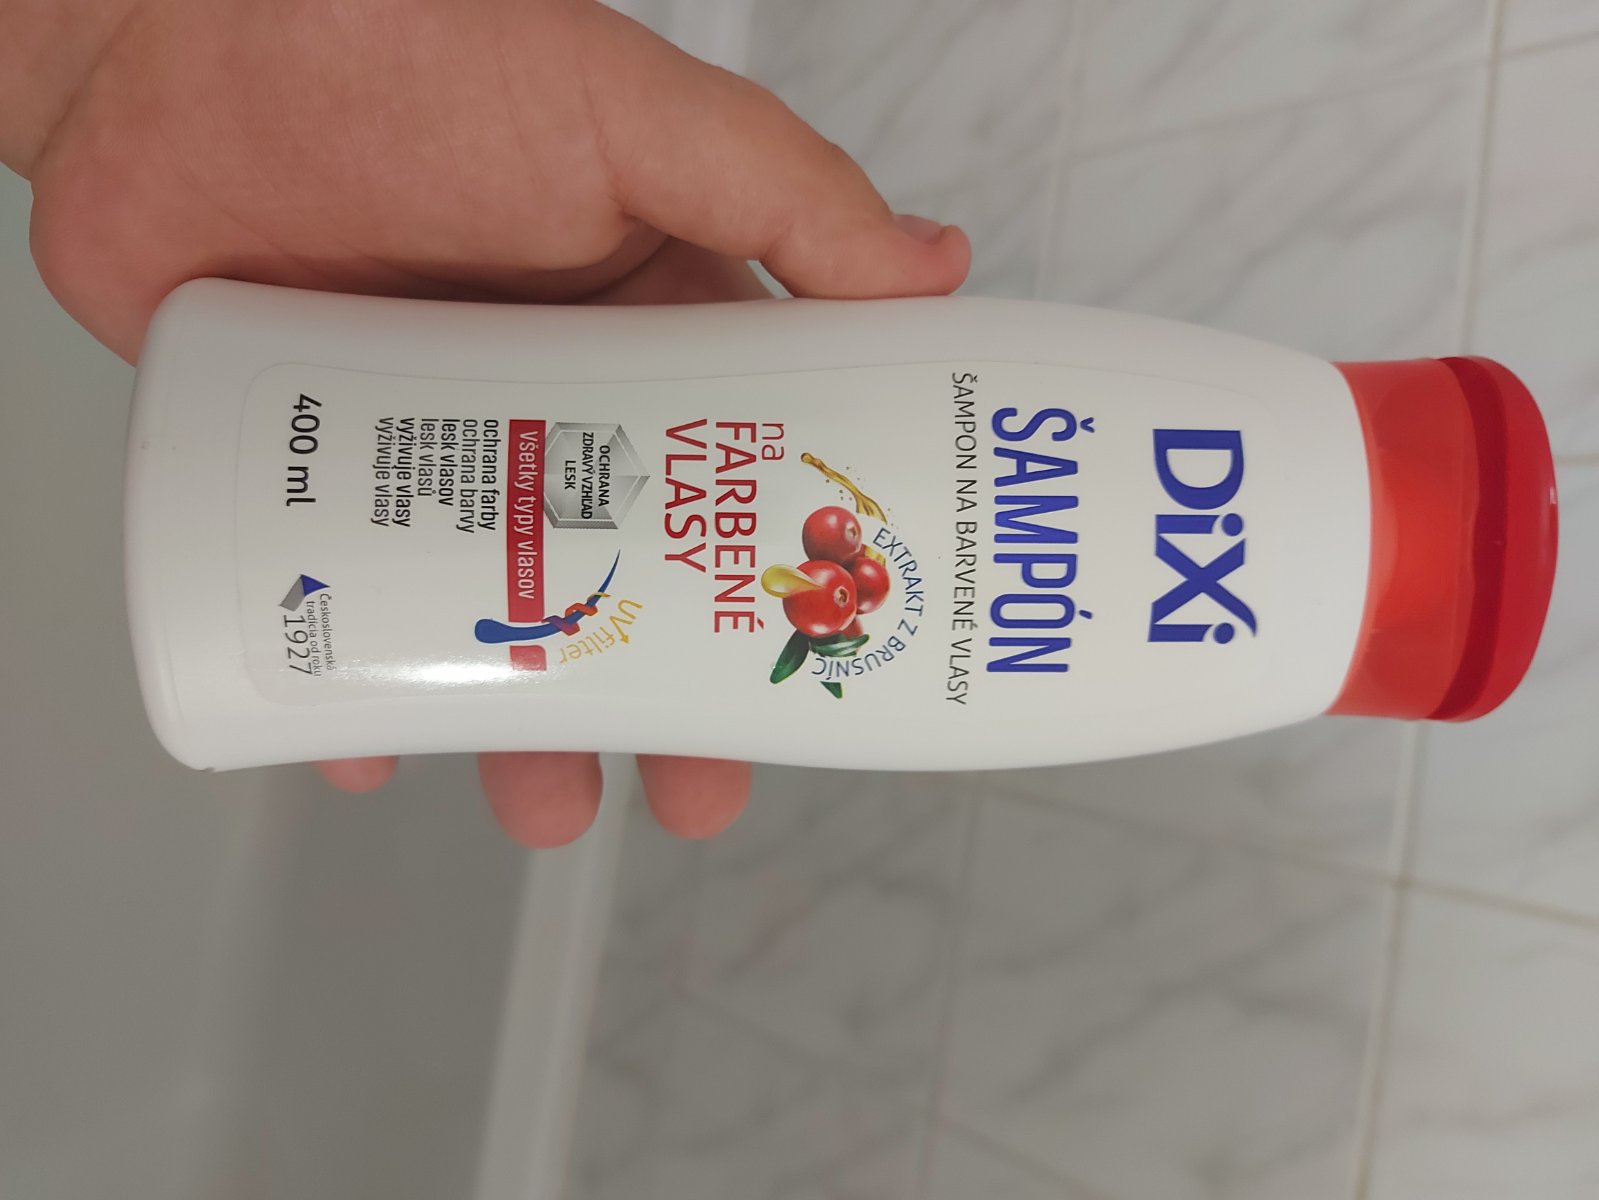 DiXi
ŠAMPÓN
ŠAMPON NA BARVENÉ VLASY
EXTRAKT Z BRUSNÍC
na
FARBENÉ
VLASY
OCHRANA
ZDRAVÝ VZHĽAD
LESK
UV filter
Všetky typy vlasov
ochrana farby
ochrana barvy
lesk vlasov
lesk vlasů
vyživuje vlasy
vyživuje vlasy
400 ml
Československá
tradícia od roku
1927